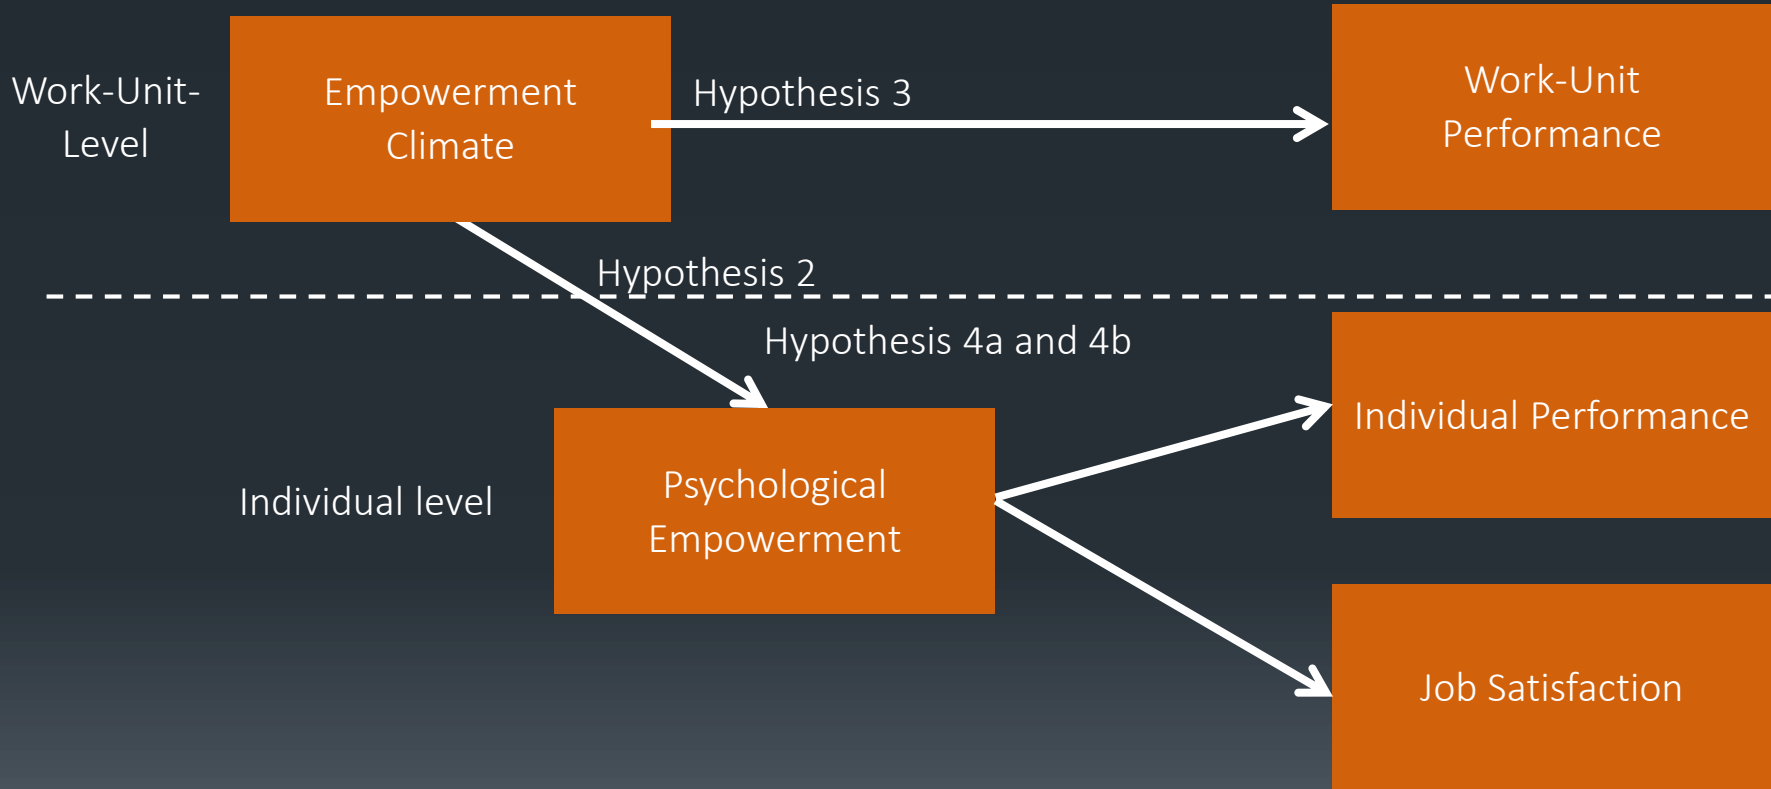 Work-Unit-
Level
Empowerment
Climate
Hypothesis 3
Work-Unit
Performance
Hypothesis 2
Hypothesis 4a and 4b
Individual level
Psychological
Empowerment
Individual Performance
Job Satisfaction